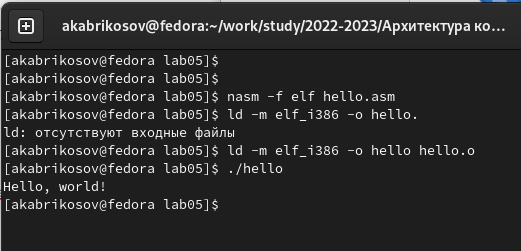 akabrikosov@fedora:~/work/study/2022-2023/Архитектура ко...
[akabrikosov@fedora lab05]$
[akabrikosov@fedora lab05]$
[akabrikosov@fedora lab05]$ nasm -f elf hello.asm
[akabrikosov@fedora lab05]$ ld -m elf_i386 -o hello.
ld: отсутствуют входные файлы
[akabrikosov@fedora lab05]$ ld -m elf_i386 -o hello hello.o
[akabrikosov@fedora lab05]$ ./hello
Hello, world!
[akabrikosov@fedora lab05]$